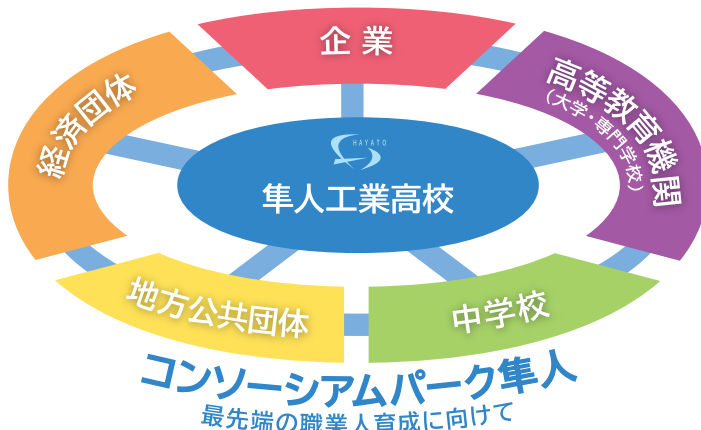 企業
経済団体
高等教育機関
（大学・専門学校）
HAYATO
隼人工業高校
地方公共団体
中学校
コンソーシアムパーク隼人
最先端の職業人育成に向けて